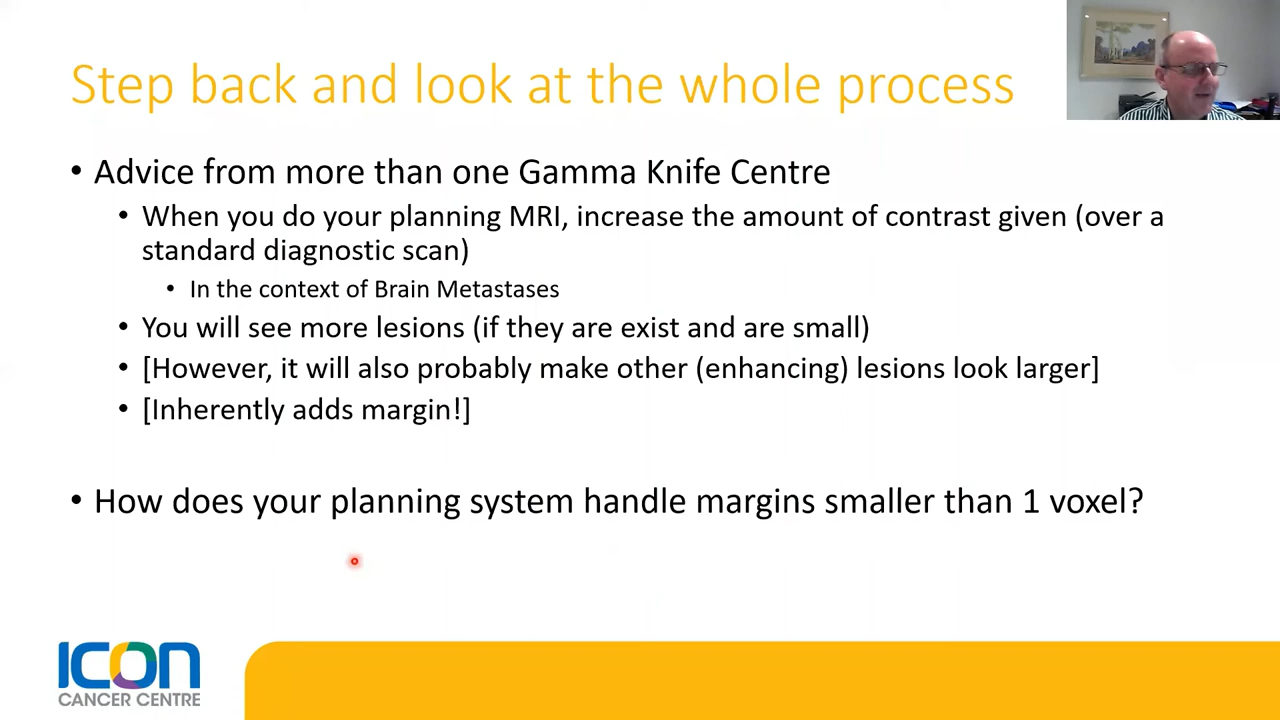 Step back and look at the whole process
• Advice from more than one Gamma Knife Centre
• When you do your planning MRI, increase the amount of contrast given (over a
standard diagnostic scan)
• In the context of Brain Metastases
• You will see more lesions (if they are exist and are small)
• [However, it will also probably make other (enhancing) lesions look larger]
• [Inherently adds margin!]
• How does your planning system handle margins smaller than 1 voxel?
ICON
CANCER CENTRE